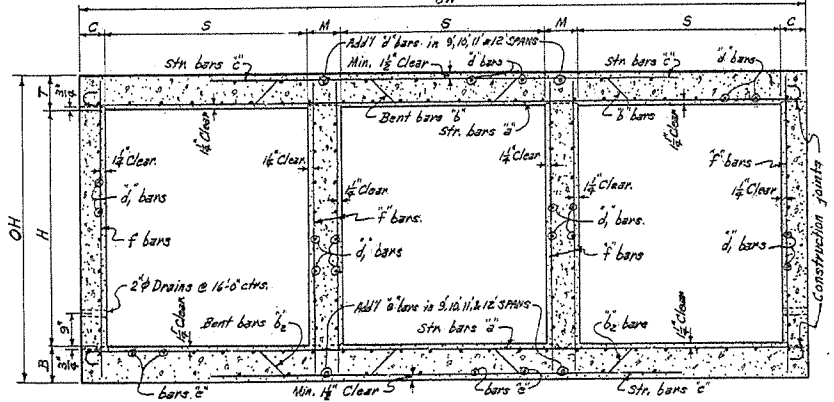 OH
C S M S M S C
Add'l "d" bars in 9', 10', 11' & 12' SPANS
Str. bars "c"
Min. 1½" Clear
"d" bars
Str. bars "c"
"d" bars
T
3¼"
1¼" Clear
Bent bars "b"
Str. bars "a"
"b" bars
1¼" Clear
1¼" Clear.
1¼" Clear.
1¼" Clear.
1¼" Clear.
1¼" Clear.
"f" bars
1¼" Clear.
OH
H
"d₁" bars
f bars
"f" bars.
"d₁" bars
"d₁" bars.
"f" bars
"d₁" bars
Construction joints
2"Φ Drains @ 16'-0" ctrs.
9"
1¼" Clear
Bent bars "b₂"
Add'l "a" bars in 9', 10', 11', & 12' SPANS
Str. bars "a"
"b₂" bars
1¼" Clear
B
3¼"
bars "e"
Min. 1½" Clear
bars "e"
Str. bars "c"